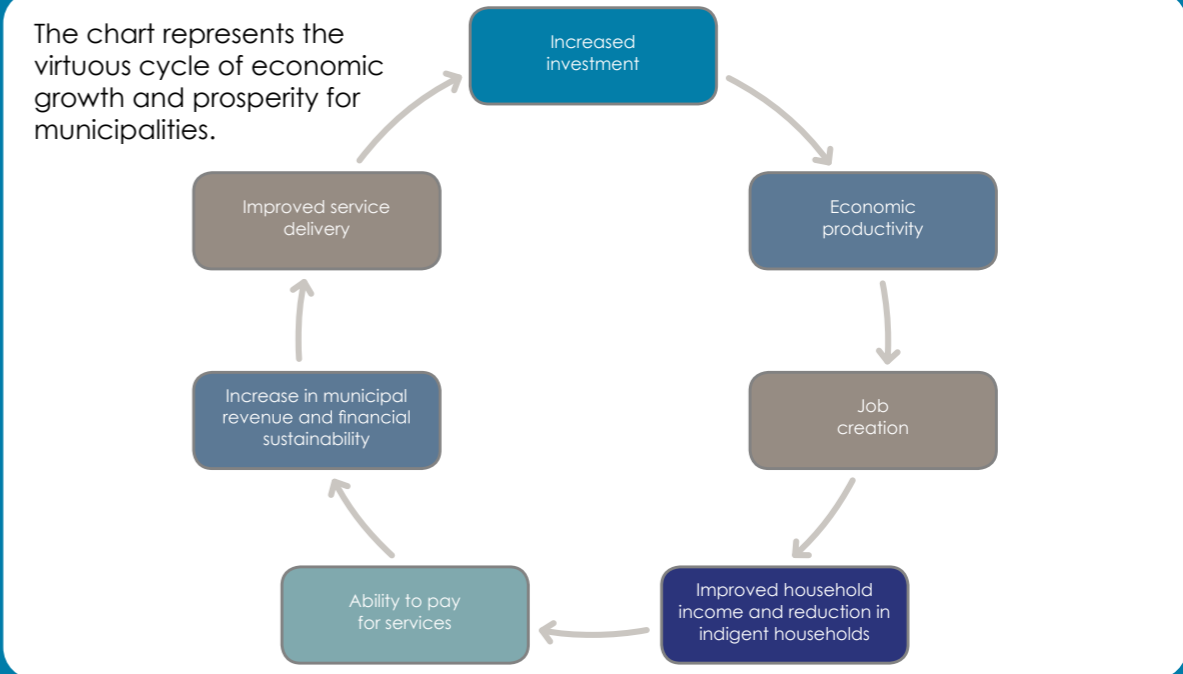 The chart represents the
virtuous cycle of economic
growth and prosperity for
municipalities.
Increased
investment
Economic
productivity
Job
creation
Improved household
income and reduction in
indigent households
Ability to pay
for services
Increase in municipal
revenue and financial
sustainability
Improved service
delivery